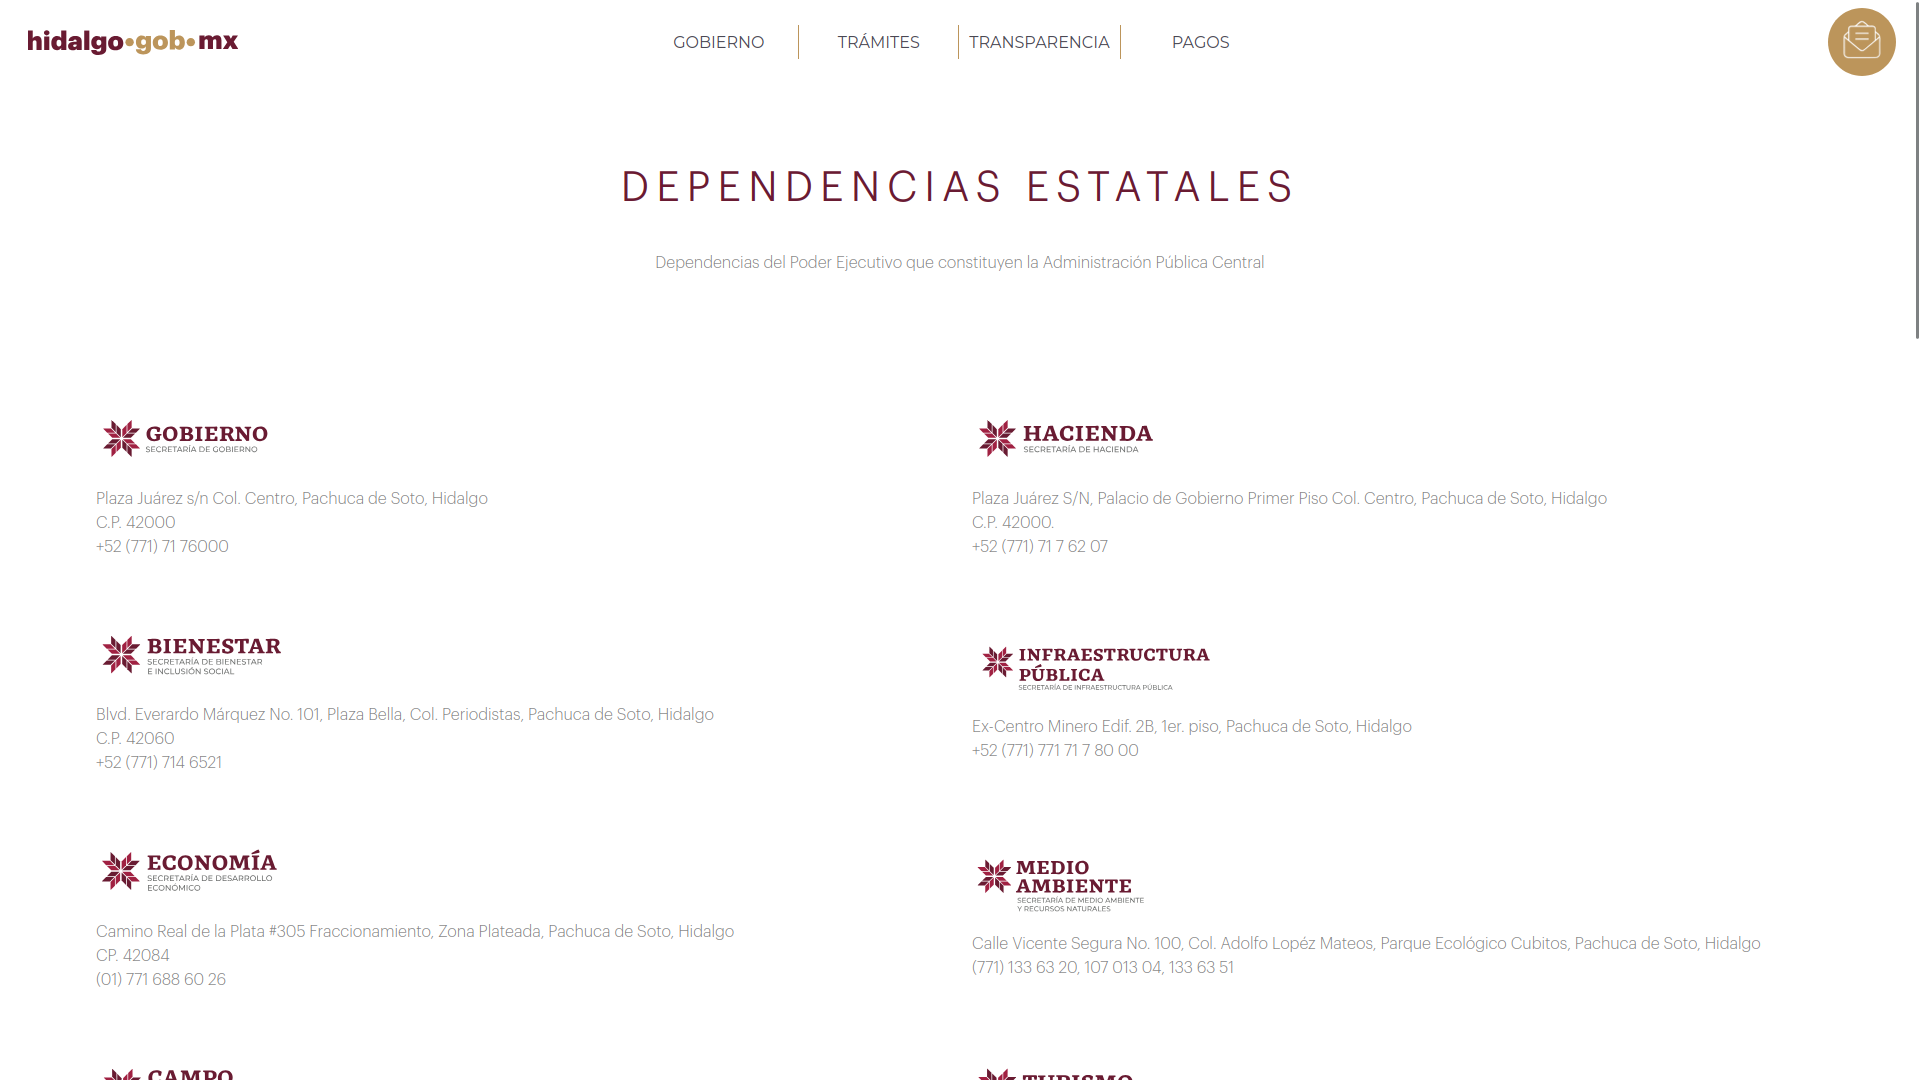 hidalgo•gob•mx
GOBIERNO
TRÁMITES
TRANSPARENCIA
PAGOS
DEPENDENCIAS ESTATALES
Dependencias del Poder Ejecutivo que constituyen la Administración Pública Central
GOBIERNO
SECRETARÍA DE GOBIERNO
Plaza Juárez s/n Col. Centro, Pachuca de Soto, Hidalgo
C.P. 42000
+52 (771) 71 76000
HACIENDA
SECRETARÍA DE HACIENDA
Plaza Juárez S/N, Palacio de Gobierno Primer Piso Col. Centro, Pachuca de Soto, Hidalgo
C.P. 42000.
+52 (771) 71 7 62 07
BIENESTAR
SECRETARÍA DE BIENESTAR
E INCLUSIÓN SOCIAL
Blvd. Everardo Márquez No. 101, Plaza Bella, Col. Periodistas, Pachuca de Soto, Hidalgo
C.P. 42060
+52 (771) 714 6521
INFRAESTRUCTURA
PÚBLICA
SECRETARÍA DE INFRAESTRUCTURA PÚBLICA
Ex-Centro Minero Edif. 2B, 1er. piso, Pachuca de Soto, Hidalgo
+52 (771) 771 71 7 80 00
ECONOMÍA
SECRETARÍA DE DESARROLLO
ECONÓMICO
Camino Real de la Plata #305 Fraccionamiento, Zona Plateada, Pachuca de Soto, Hidalgo
CP. 42084
(01) 771 688 60 26
MEDIO
AMBIENTE
SECRETARÍA DE MEDIO AMBIENTE
Y RECURSOS NATURALES
Calle Vicente Segura No. 100, Col. Adolfo Lopéz Mateos, Parque Ecológico Cubitos, Pachuca de Soto, Hidalgo
(771) 133 63 20, 107 013 04, 133 63 51
CAMPO
TURISMO